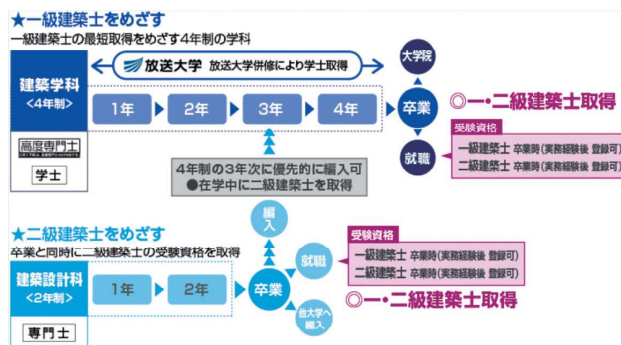 ★一級建築士をめざす
一級建築士の最短取得をめざす4年制の学科
建築学科
<4年制>
放送大学 放送大学併修により学士取得
1年
2年
3年
4年
卒業
大学院
就職
◎一・二級建築士取得
受験資格
一級建築士 卒業時(実務経験後 登録可)
二級建築士 卒業時(実務経験後 登録可)
高度専門士
学士
4年制の3年次に優先的に編入可
●在学中に二級建築士を取得
編入
★二級建築士をめざす
卒業と同時に二級建築士の受験資格を取得
建築設計科
<2年制>
1年
2年
卒業
就職
他大学へ
編入
受験資格
一級建築士 卒業時(実務経験後 登録可)
二級建築士 卒業時(実務経験後 登録可)
◎一・二級建築士取得
専門士